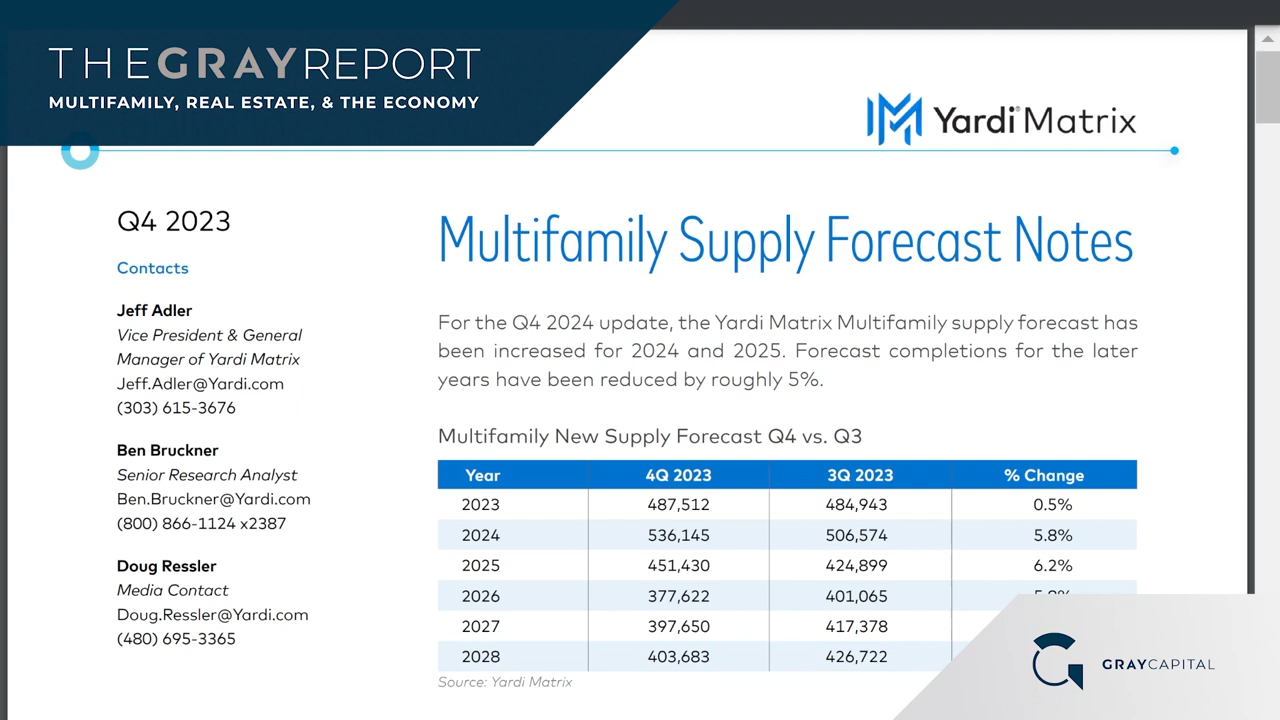 THEGRAYREPORT
MULTIFAMILY, REAL ESTATE, & THE ECONOMY
Yardi® Matrix
Q4 2023
Contacts
Jeff Adler
Vice President & General
Manager of Yardi Matrix
Jeff.Adler@Yardi.com
(303) 615-3676
Ben Bruckner
Senior Research Analyst
Ben.Bruckner@Yardi.com
(800) 866-1124 x2387
Doug Ressler
Media Contact
Doug.Ressler@Yardi.com
(480) 695-3365
Multifamily Supply Forecast Notes
For the Q4 2024 update, the Yardi Matrix Multifamily supply forecast has
been increased for 2024 and 2025. Forecast completions for the later
years have been reduced by roughly 5%.
Multifamily New Supply Forecast Q4 vs. Q3
Year 4Q 2023 3Q 2023 % Change
2023 487,512 484,943 0.5%
2024 536,145 506,574 5.8%
2025 451,430 424,899 6.2%
2026 377,622 401,065
2027 397,650 417,378
2028 403,683 426,722
Source: Yardi Matrix
GRAYCAPITAL